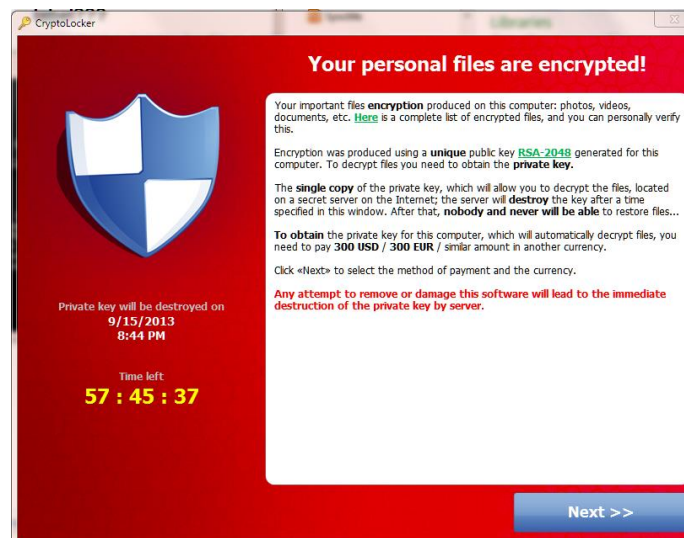 CryptoLocker
Your personal files are encrypted!
Your important files encryption produced on this computer: photos, videos,
documents, etc. Here is a complete list of encrypted files, and you can personally verify
this.
Encryption was produced using a unique public key RSA-2048 generated for this
computer. To decrypt files you need to obtain the private key.
The single copy of the private key, which will allow you to decrypt the files, located
on a secret server on the Internet; the server will destroy the key after a time
specified in this window. After that, nobody and never will be able to restore files...
To obtain the private key for this computer, which will automatically decrypt files, you
need to pay 300 USD / 300 EUR / similar amount in another currency.
Click «Next» to select the method of payment and the currency.
Any attempt to remove or damage this software will lead to the immediate
destruction of the private key by server.
Private key will be destroyed on
9/15/2013
8:44 PM
Time left
57 : 45 : 37
Next >>